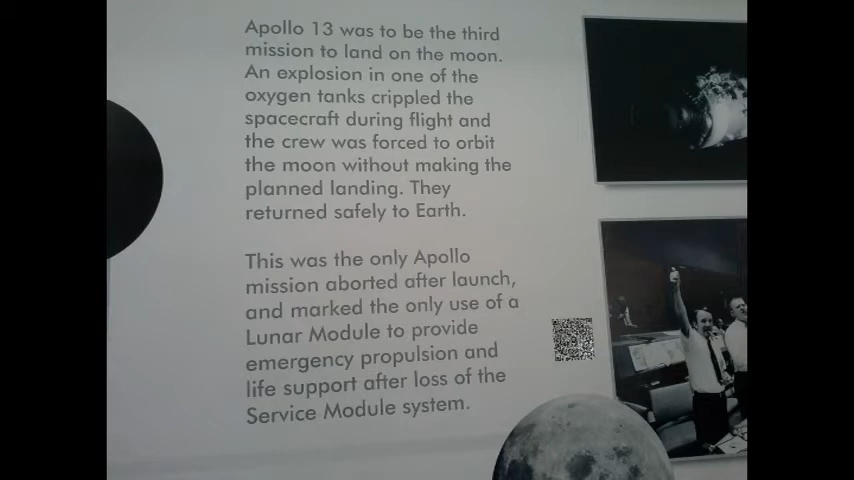 Apollo 13 was to be the third
mission to land on the moon.
An explosion in one of the
oxygen tanks crippled the
spacecraft during flight and
the crew was forced to orbit
the moon without making the
planned landing. They
returned safely to Earth.
This was the only Apollo
mission aborted after launch,
and marked the only use of a
Lunar Module to provide
emergency propulsion and
life support after loss of the
Service Module system.